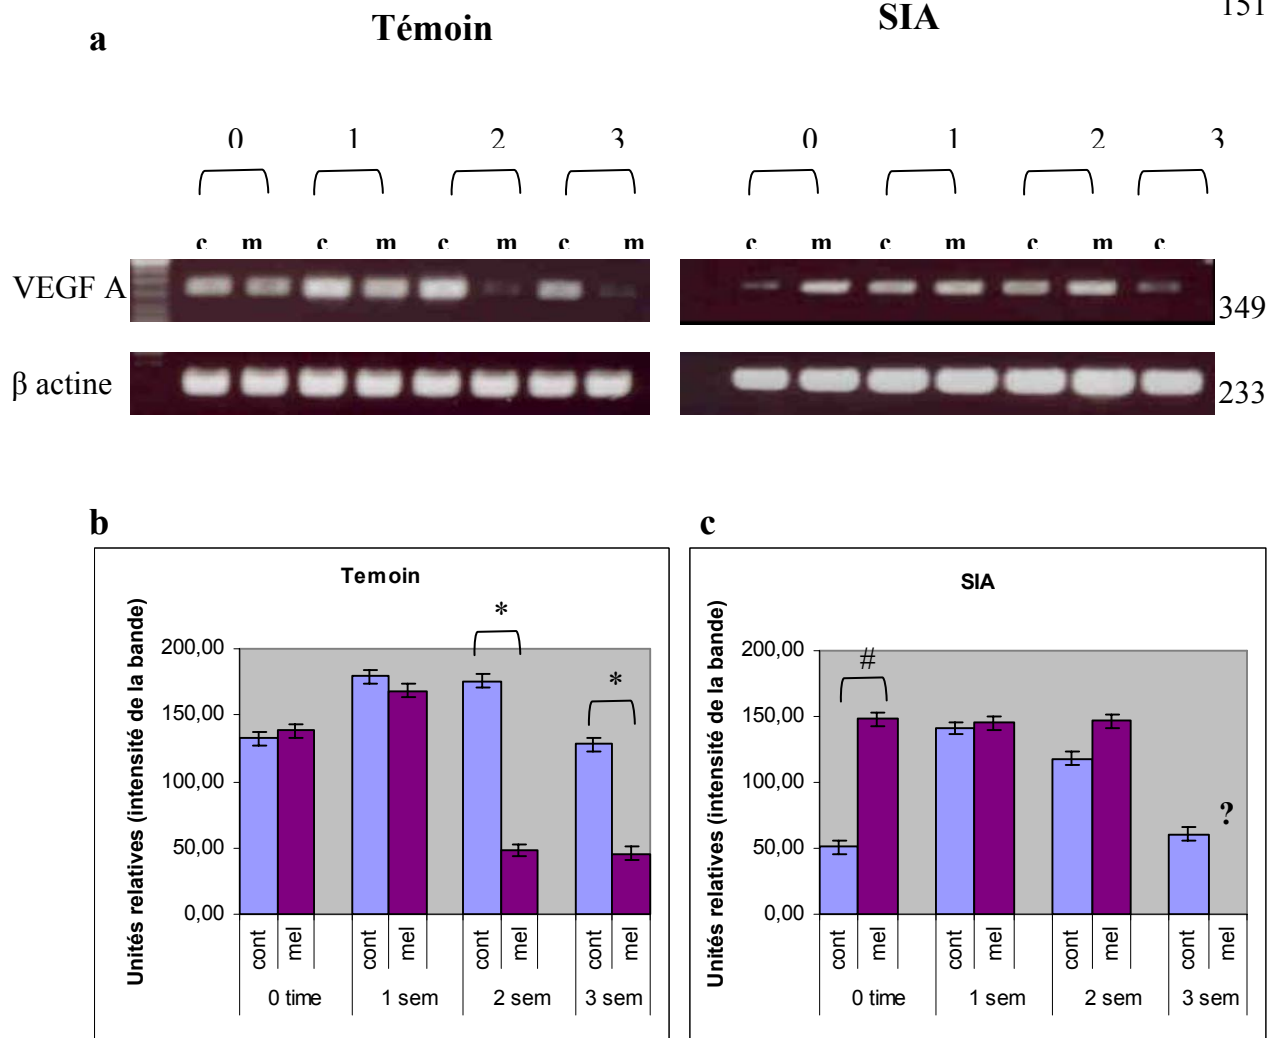 151
a
Témoin
SIA
0 1 2 3
0 1 2 3
c m c m c m c m
c m c m c m c
VEGF A
349
β actine
233
b
c
Temoin
Unités relatives (intensité de la bande)
200,00
150,00
100,00
50,00
0,00
*
*
cont mel cont mel cont mel cont mel
0 time 1 sem 2 sem 3 sem
SIA
Unités relatives (intensité de la bande)
200,00
150,00
100,00
50,00
0,00
#
?
cont mel cont mel cont mel cont mel
0 time 1 sem 2 sem 3 sem